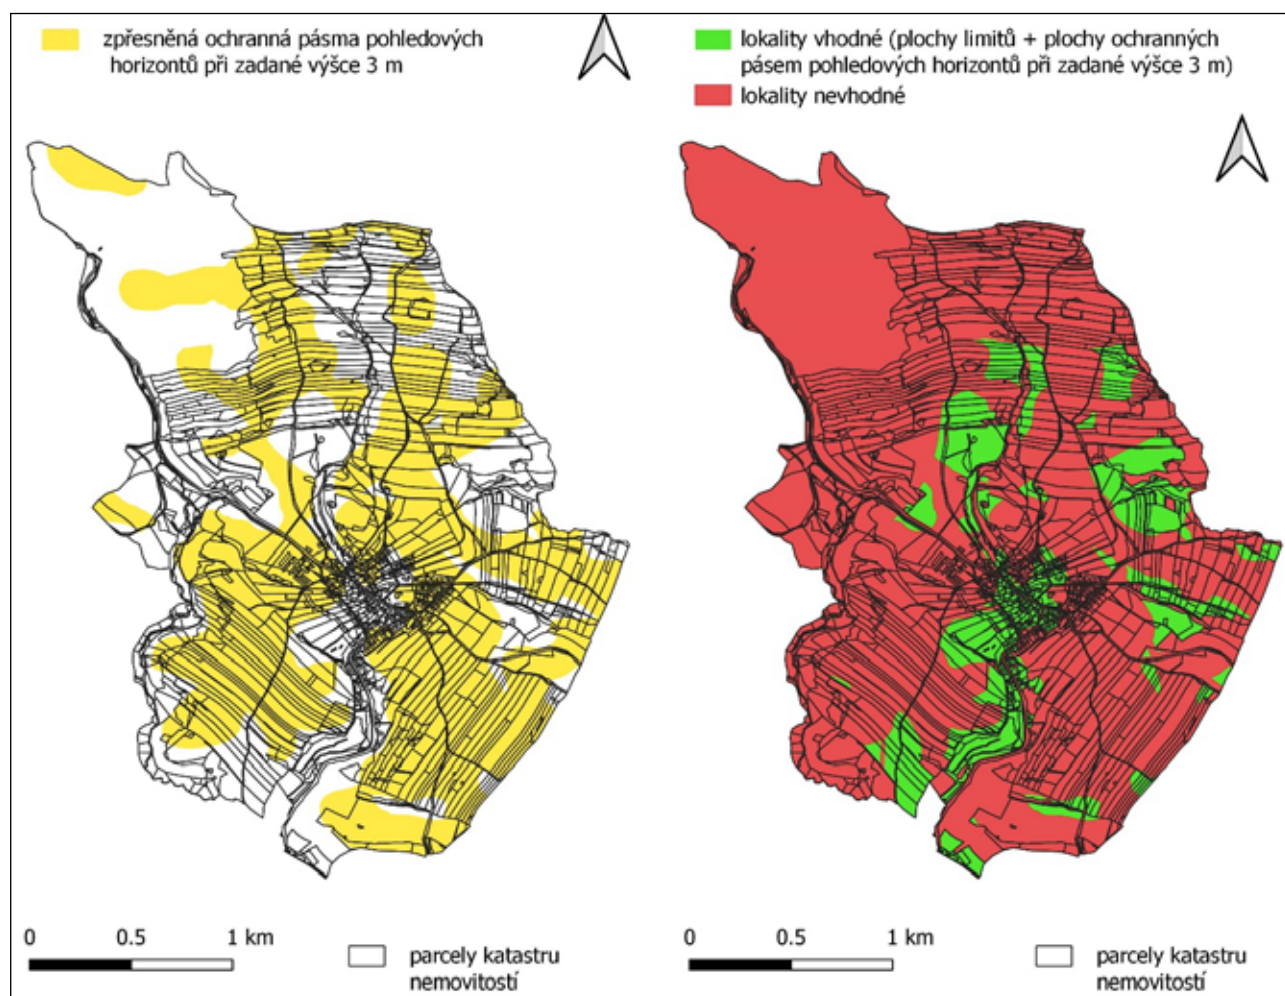 zpřesněná ochranná pásma pohledových
horizontů při zadané výšce 3 m
lokality vhodné (plochy limitů + plochy ochranných
pásem pohledových horizontů při zadané výšce 3 m)
lokality nevhodné
0 0.5 1 km
parcely katastru
nemovitostí
0 0.5 1 km
parcely katastru
nemovitostí